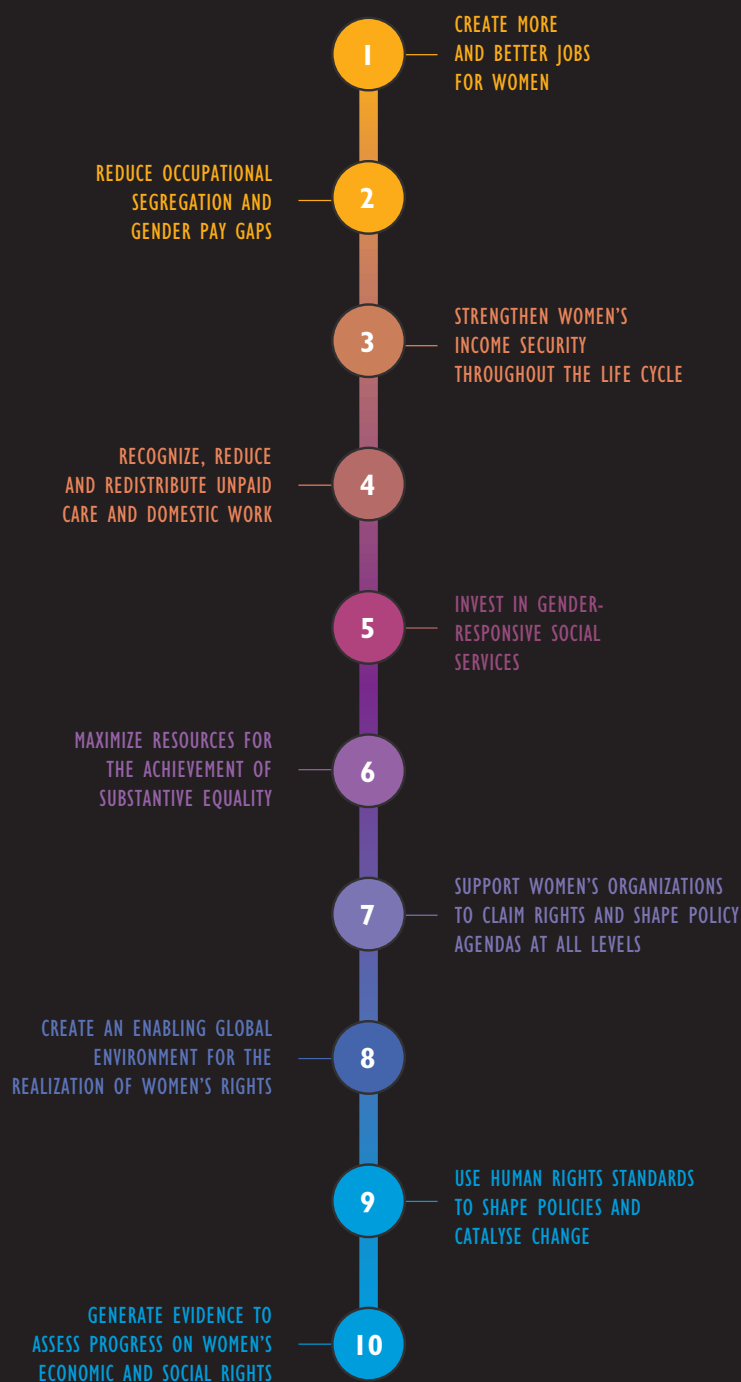 1
CREATE MORE
AND BETTER JOBS
FOR WOMEN
REDUCE OCCUPATIONAL
SEGREGATION AND
GENDER PAY GAPS
2
3
STRENGTHEN WOMEN’S
INCOME SECURITY
THROUGHOUT THE LIFE CYCLE
RECOGNIZE, REDUCE
AND REDISTRIBUTE UNPAID
CARE AND DOMESTIC WORK
4
5
INVEST IN GENDER-
RESPONSIVE SOCIAL
SERVICES
MAXIMIZE RESOURCES FOR
THE ACHIEVEMENT OF
SUBSTANTIVE EQUALITY
6
7
SUPPORT WOMEN’S ORGANIZATIONS
TO CLAIM RIGHTS AND SHAPE POLICY
AGENDAS AT ALL LEVELS
CREATE AN ENABLING GLOBAL
ENVIRONMENT FOR THE
REALIZATION OF WOMEN’S RIGHTS
8
9
USE HUMAN RIGHTS STANDARDS
TO SHAPE POLICIES AND
CATALYSE CHANGE
GENERATE EVIDENCE TO
ASSESS PROGRESS ON WOMEN’S
ECONOMIC AND SOCIAL RIGHTS
10